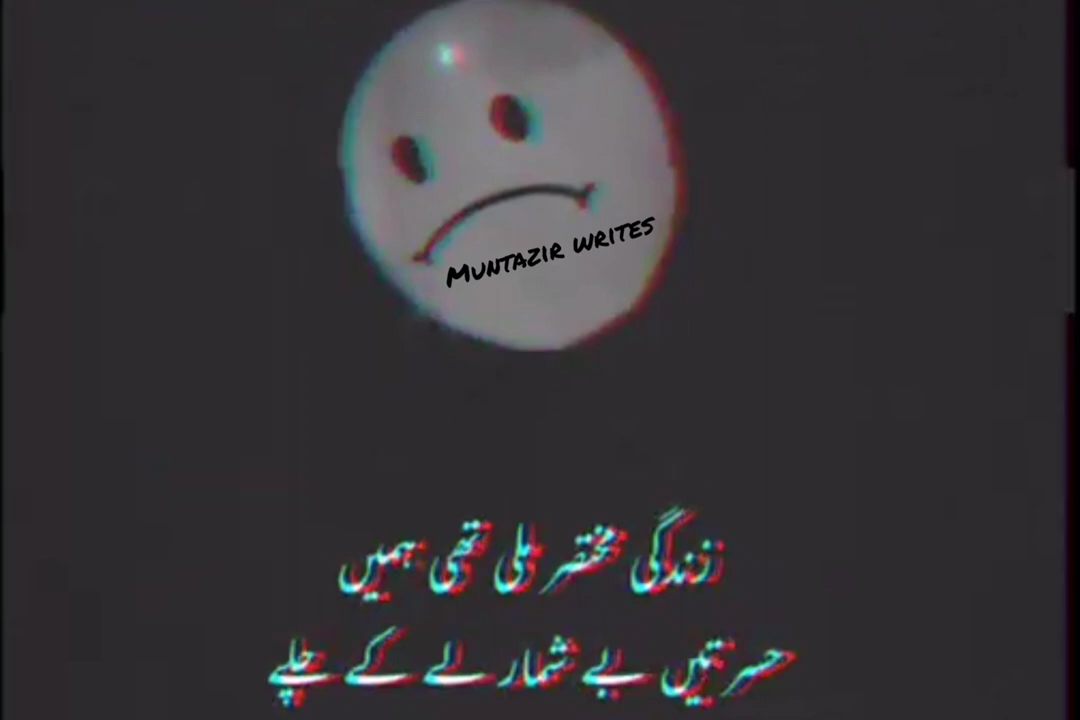 MUNTAZIR WRITES
زندگی مختصر ملی تھی ہمیں
حسرتیں بے شمار لے کے چلے